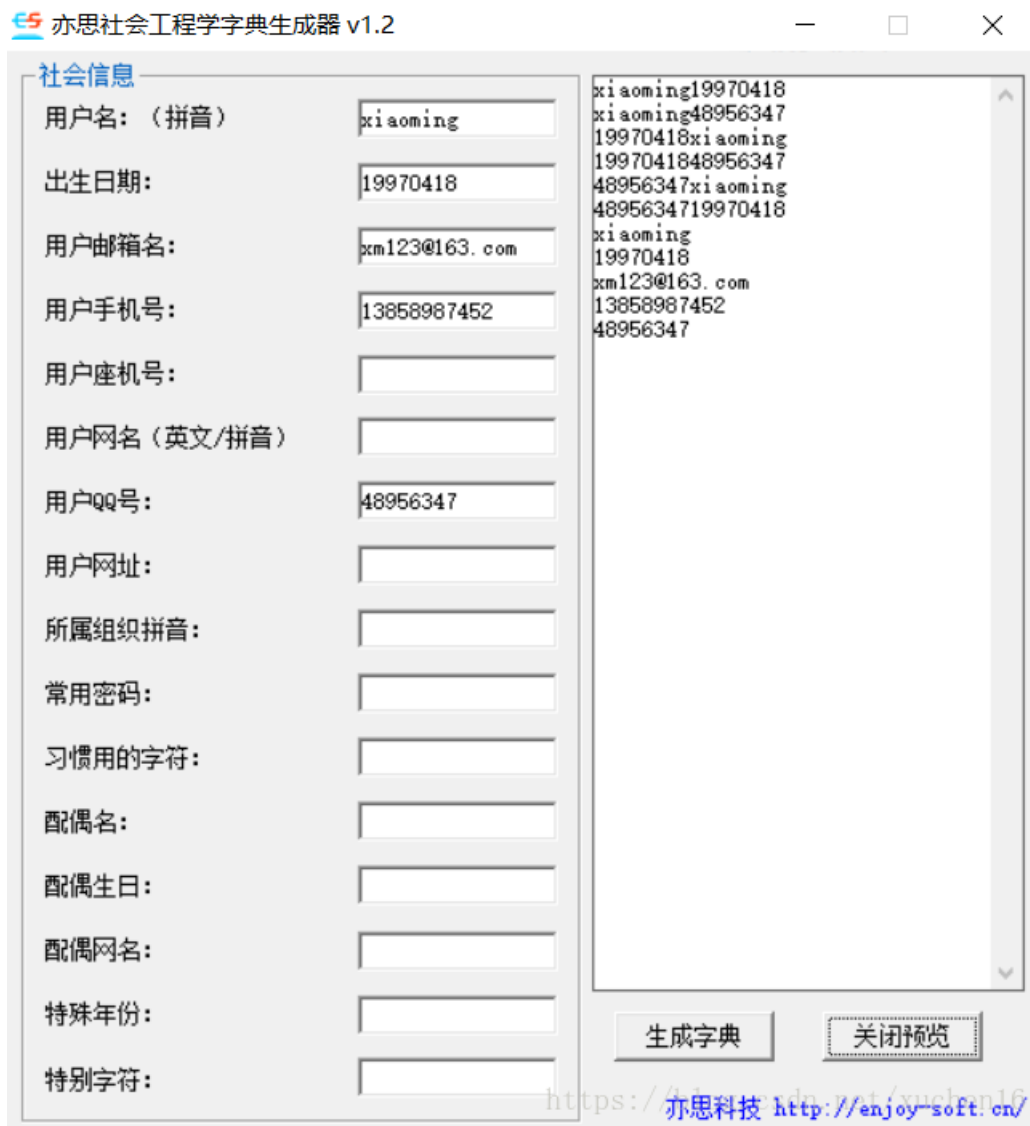 亦思社会工程学字典生成器 v1.2
社会信息
用户名：（拼音） xiaoming
出生日期： 19970418
用户邮箱名： xm123@163.com
用户手机号： 13858987452
用户座机号：
用户网名（英文/拼音）
用户QQ号： 48956347
用户网址：
所属组织拼音：
常用密码：
习惯用的字符：
配偶名：
配偶生日：
配偶网名：
特殊年份：
特别字符：
xiaoming19970418
xiaoming48956347
19970418xiaoming
1997041848956347
48956347xiaoming
4895634719970418
xiaoming
19970418
xm123@163.com
13858987452
48956347
生成字典 关闭预览
亦思科技 http://enjoy-soft.cn/